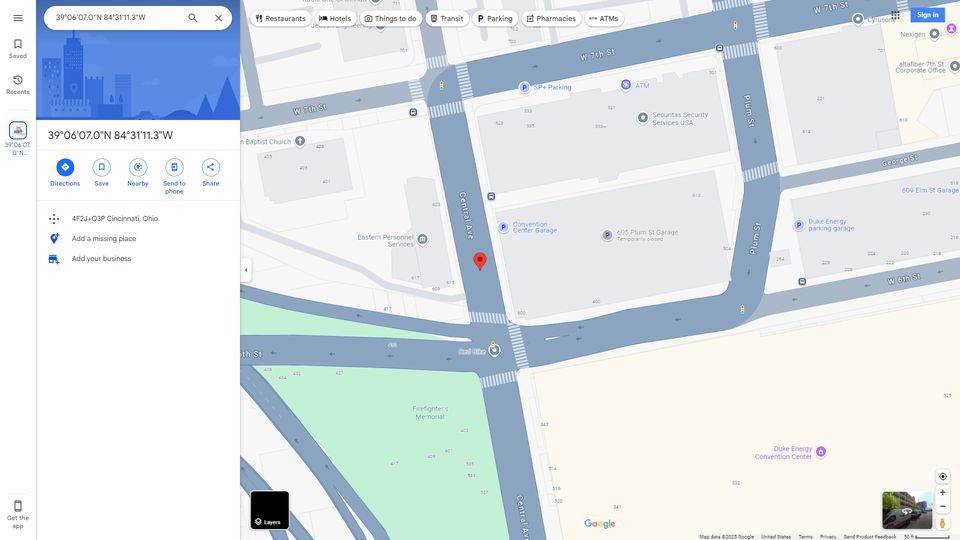 39°06'07.0"N 84°31'11.3"W
Restaurants
Hotels
Things to do
Transit
Parking
Pharmacies
ATMs
Sign in
Saved
Recents
39°06'07.
0"N...
39°06'07.0"N 84°31'11.3"W
Directions
Save
Nearby
Send to
phone
Share
4F2J+Q3P Cincinnati, Ohio
Add a missing place
Add your business
Get the
app
Layers
W 7th St
Cyrusone
Nexigen
altafiber 7th St.
Corporate Office
W 7th St
SP+ Parking
ATM
W 7th St
Securitas Security
Services USA
Plum St
n Baptist Church
George St
609 Elm St Garage
Central Ave
Convention
Center Garage
605 Plum St Garage
Temporarily closed
Duke Energy
parking garage
Plum St
Eastern Personnel
Services
W 6th St
6th St
Red Bike
Firefighter's
Memorial
Duke Energy
Convention Center
Central Ave
Google
Map data ©2025 Google
United States
Terms
Privacy
Send Product Feedback
50 ft